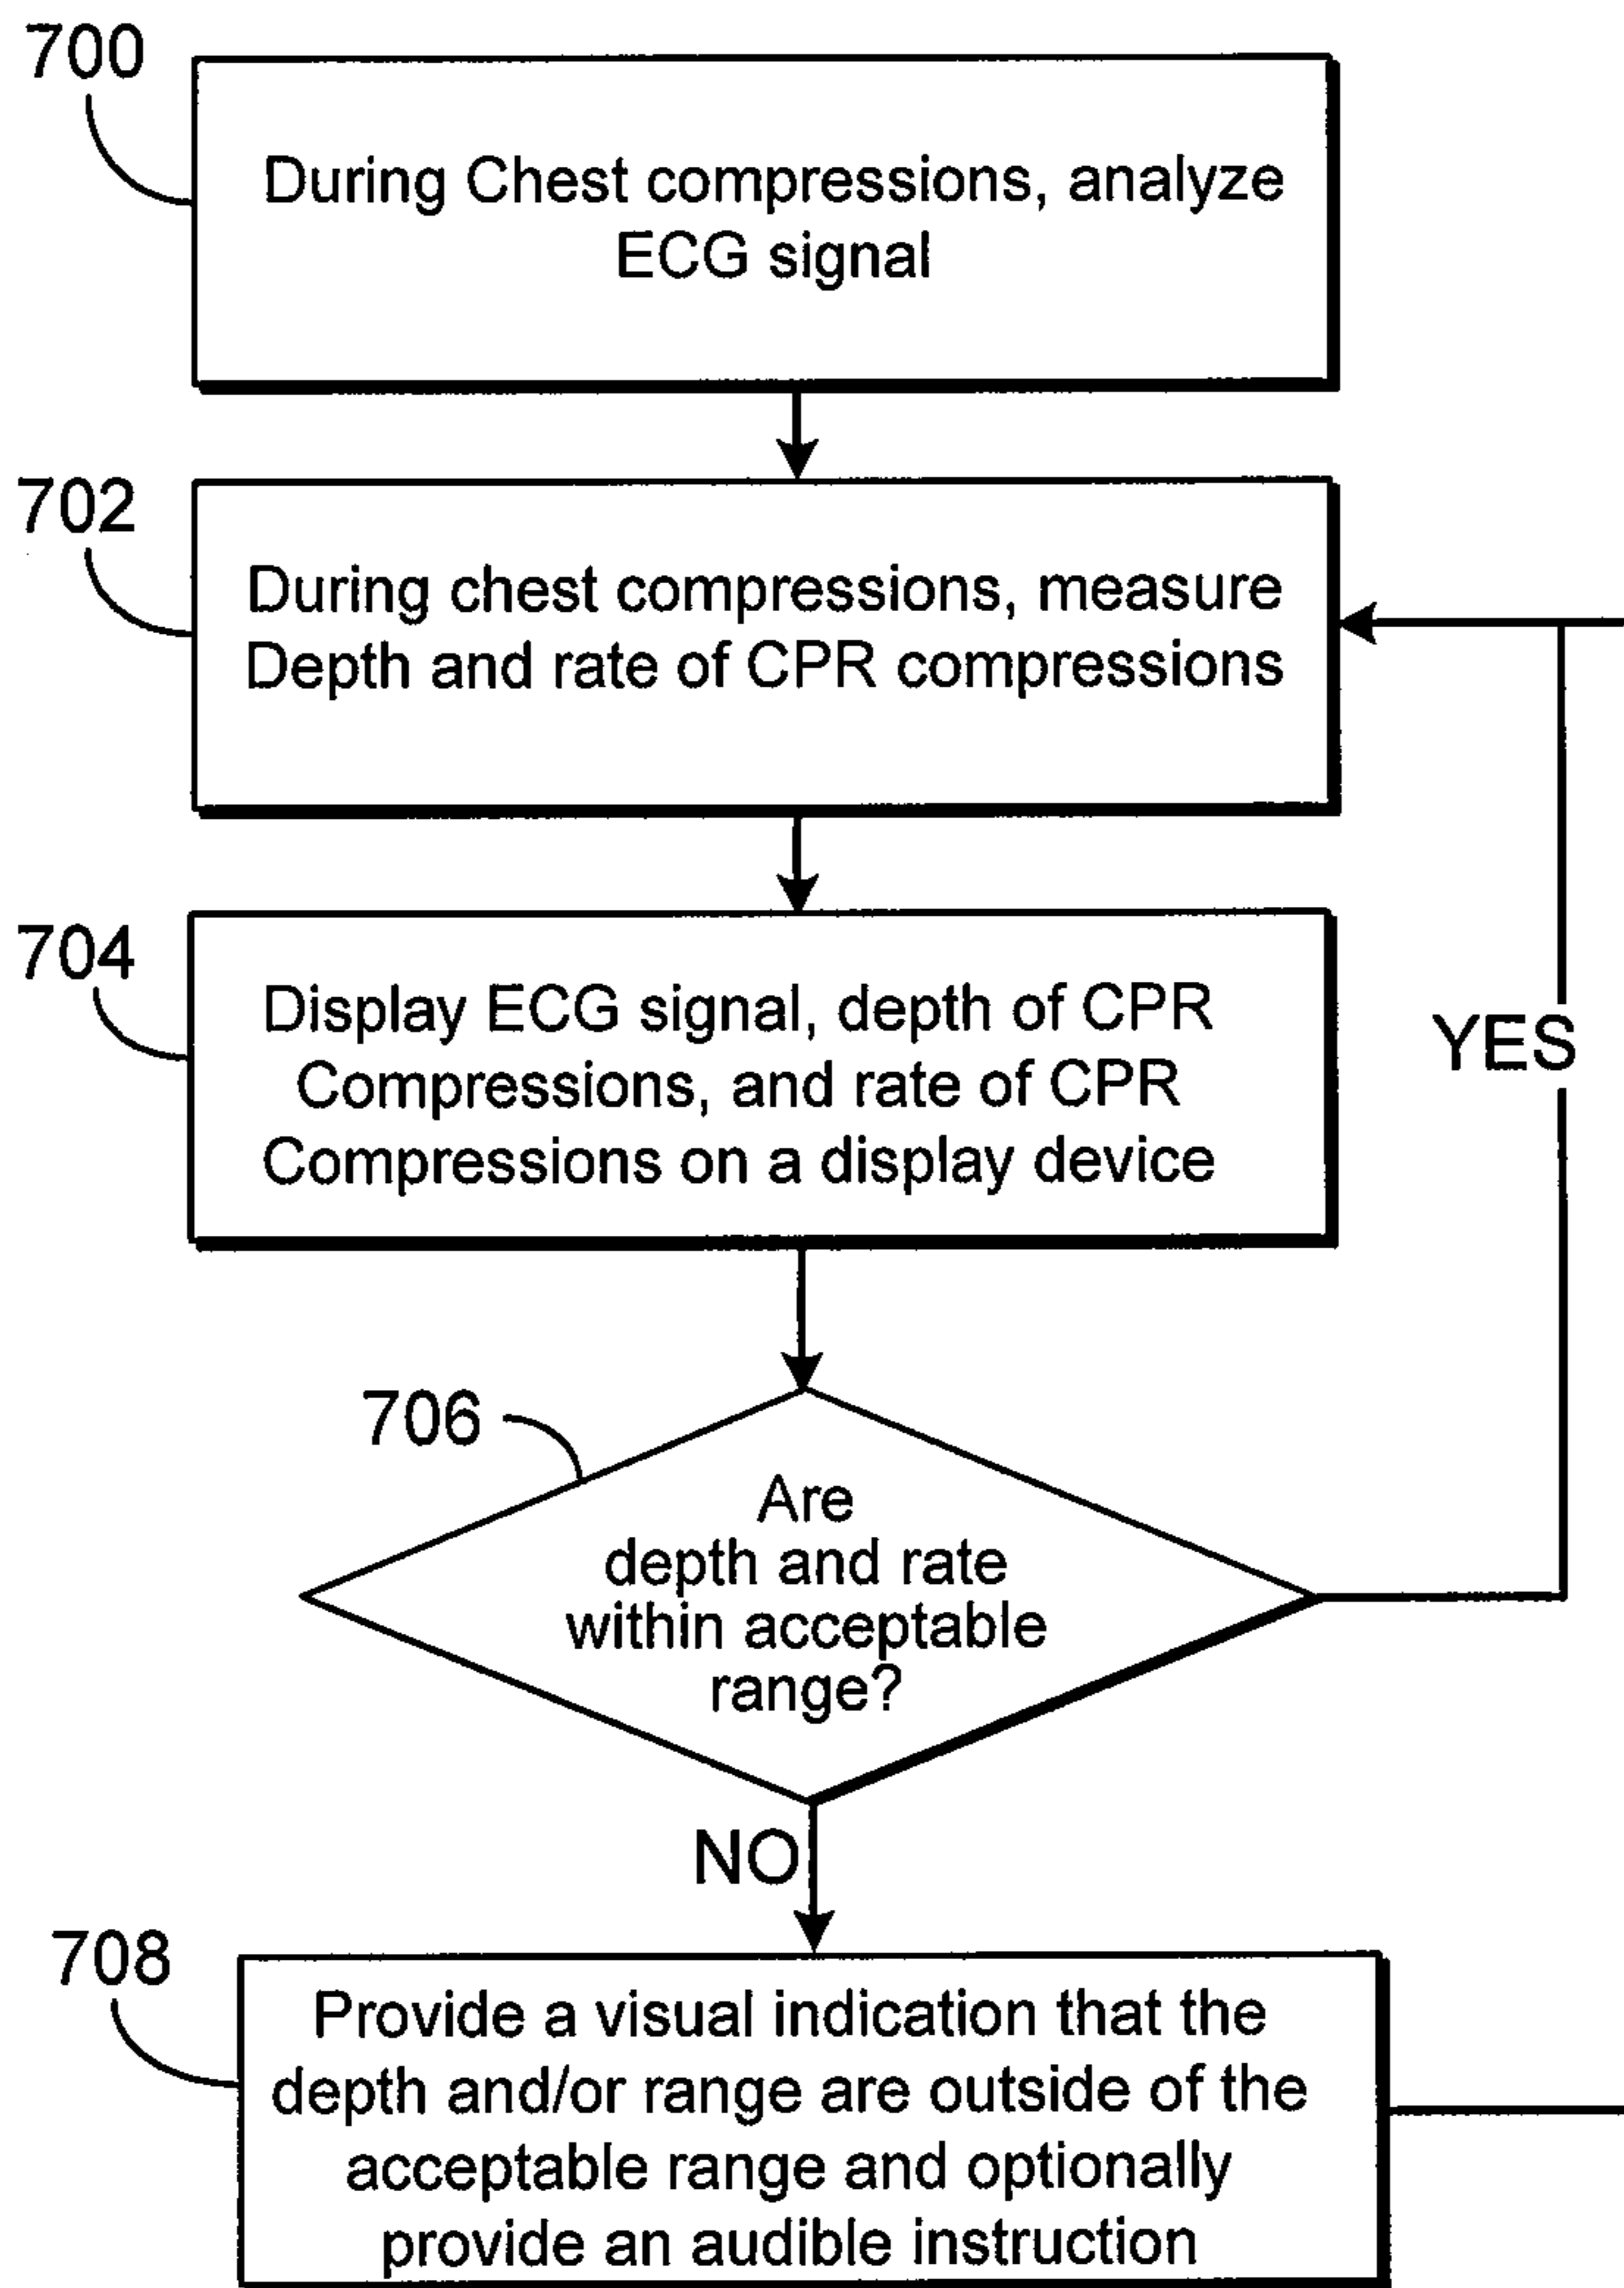 700
During Chest compressions, analyze
ECG signal
702
During chest compressions, measure
Depth and rate of CPR compressions
704
Display ECG signal, depth of CPR
Compressions, and rate of CPR
Compressions on a display device
YES
706
Are
depth and rate
within acceptable
range?
NO
708
Provide a visual indication that the
depth and/or range are outside of the
acceptable range and optionally
provide an audible instruction